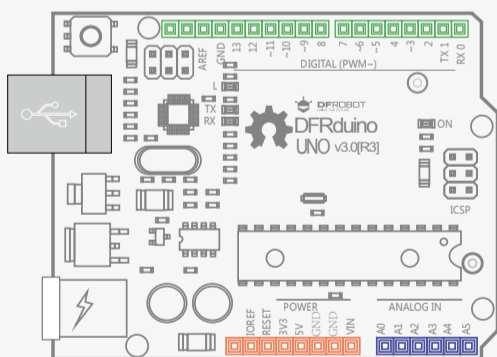 AREF
GND
13
12
~11
~10
~9
8
7
~6
~5
4
~3
2
TX 1
RX 0
DIGITAL (PWM~)
L
TX
RX
DFROBOT
DFRduino
UNO v3.0[R3]
ON
ICSP
POWER
ANALOG IN
IOREF
RESET
3V3
5V
GND
GND
VIN
A0
A1
A2
A3
A4
A5